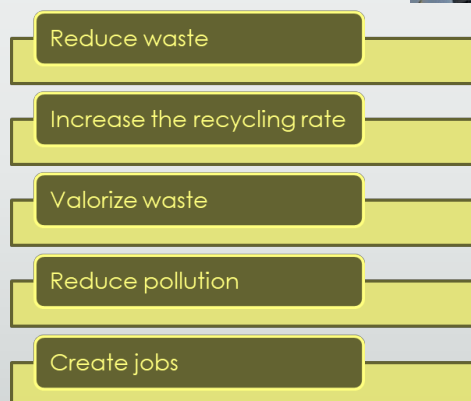 Reduce waste
Increase the recycling rate
Valorize waste
Reduce pollution
Create jobs